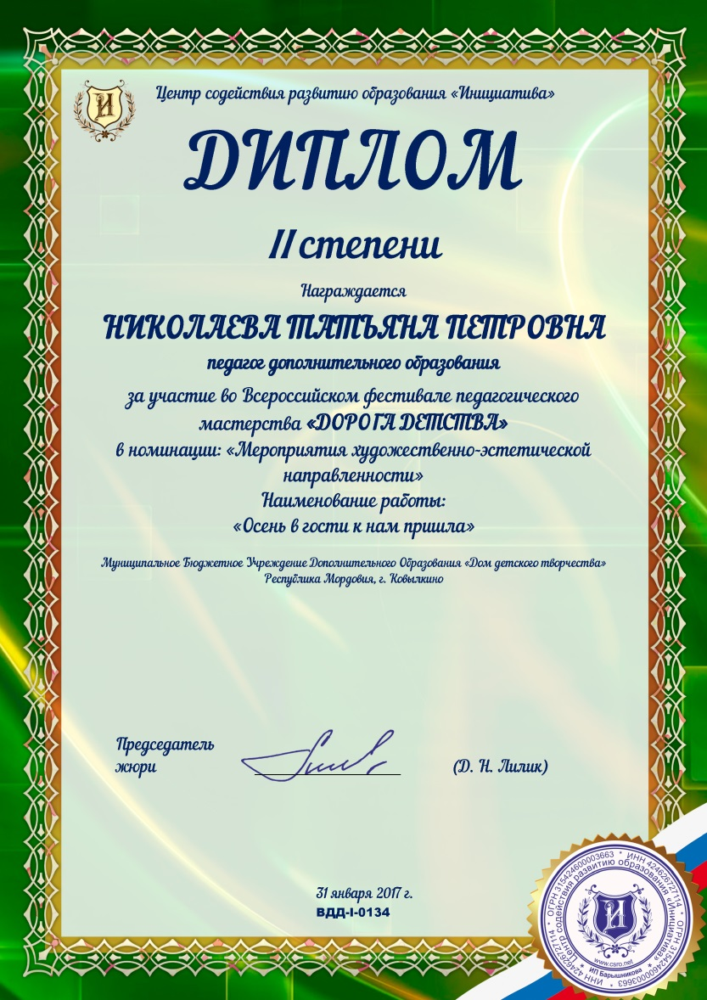 Центр содействия развитию образования «Инициатива»
И
ДИПЛОМ
II степени
Награждается
НИКОЛАЕВА ТАТЬЯНА ПЕТРОВНА
педагог дополнительного образования
за участие во Всероссийском фестивале педагогического
мастерства «ДОРОГА ДЕТСТВА»
в номинации: «Мероприятия художественно-эстетической
направленности»
Наименование работы:
«Осень в гости к нам пришла»
Муниципальное Бюджетное Учреждение Дополнительного Образования «Дом детского творчества»
Республика Мордовия, г. Ковылкино
Председатель
жюри
(Д. Н. Лилик)
31 января 2017 г.
ВДД-I-0134
ОГРН 315424600003663 * ИНН 424626727114 * ОГРН 315424600003663 * ИНН 424626727114 *
Центр содействия развитию образования «Инициатива»
И
www.csro.net
* ИП Барышникова *